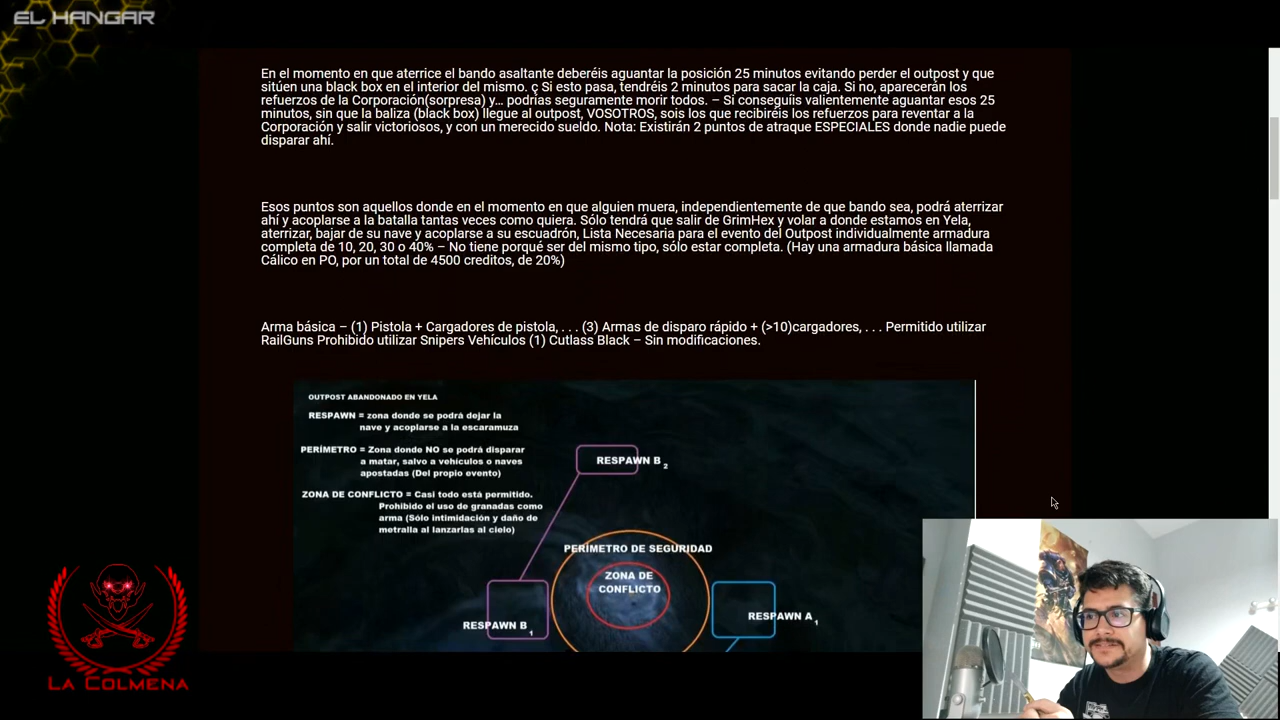 EL HANGAR
En el momento en que aterrice el bando asaltante deberéis aguantar la posición 25 minutos evitando perder el outpost y que
sitúen una black box en el interior del mismo. ç Si esto pasa, tendréis 2 minutos para sacar la caja. Si no, aparecerán los
refuerzos de la Corporación(sorpresa) y... podrías seguramente morir todos. – Si conseguíis valientemente aguantar esos 25
minutos, sin que la baliza (black box) llegue al outpost, VOSOTROS, sois los que recibiréis los refuerzos para reventar a la
Corporación y salir victoriosos, y con un merecido sueldo. Nota: Existirán 2 puntos de atraque ESPECIALES donde nadie puede
disparar ahí.
Esos puntos son aquellos donde en el momento en que alguien muera, independientemente de que bando sea, podrá aterrizar
ahí y acoplarse a la batalla tantas veces como quiera. Sólo tendrá que salir de GrimHex y volar a donde estamos en Yela,
aterrizar, bajar de su nave y acoplarse a su escuadrón, Lista Necesaria para el evento del Outpost individualmente armadura
completa de 10, 20, 30 o 40% – No tiene porqué ser del mismo tipo, sólo estar completa. (Hay una armadura básica llamada
Cálico en PO, por un total de 4500 creditos, de 20%)
Arma básica – (1) Pistola + Cargadores de pistola, . . . (3) Armas de disparo rápido + (>10)cargadores, . . . Permitido utilizar
RailGuns Prohibido utilizar Snipers Vehículos (1) Cutlass Black – Sin modificaciones.
OUTPOST ABANDONADO EN YELA
RESPAWN = zona donde se podrá dejar la
nave y acoplarse a la escaramuza
PERÍMETRO = Zona donde NO se podrá disparar
a matar, salvo a vehículos o naves
apostadas (Del propio evento)
ZONA DE CONFLICTO = Casi todo está permitido.
Prohibido el uso de granadas como
arma (Sólo intimidación y daño de
metralla al lanzarlas al cielo)
RESPAWN B 2
PERÍMETRO DE SEGURIDAD
ZONA DE
CONFLICTO
RESPAWN A 1
RESPAWN B 1
LA COLMENA